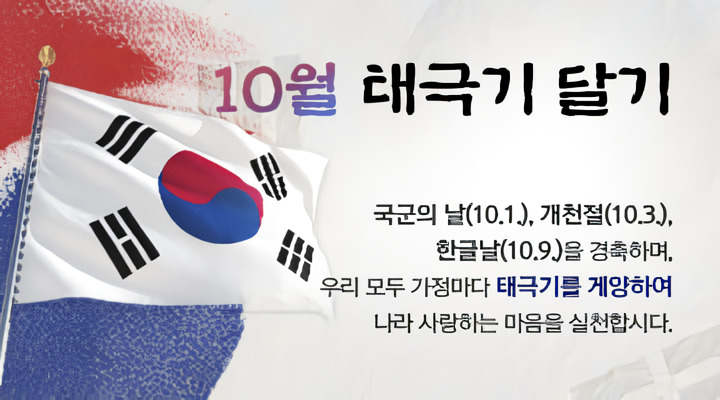 10월 태극기 달기
국군의 날(10.1.), 개천절(10.3.),
한글날(10.9.)을 경축하며,
우리 모두 가정마다 태극기를 게양하여
나라 사랑하는 마음을 실천합시다.